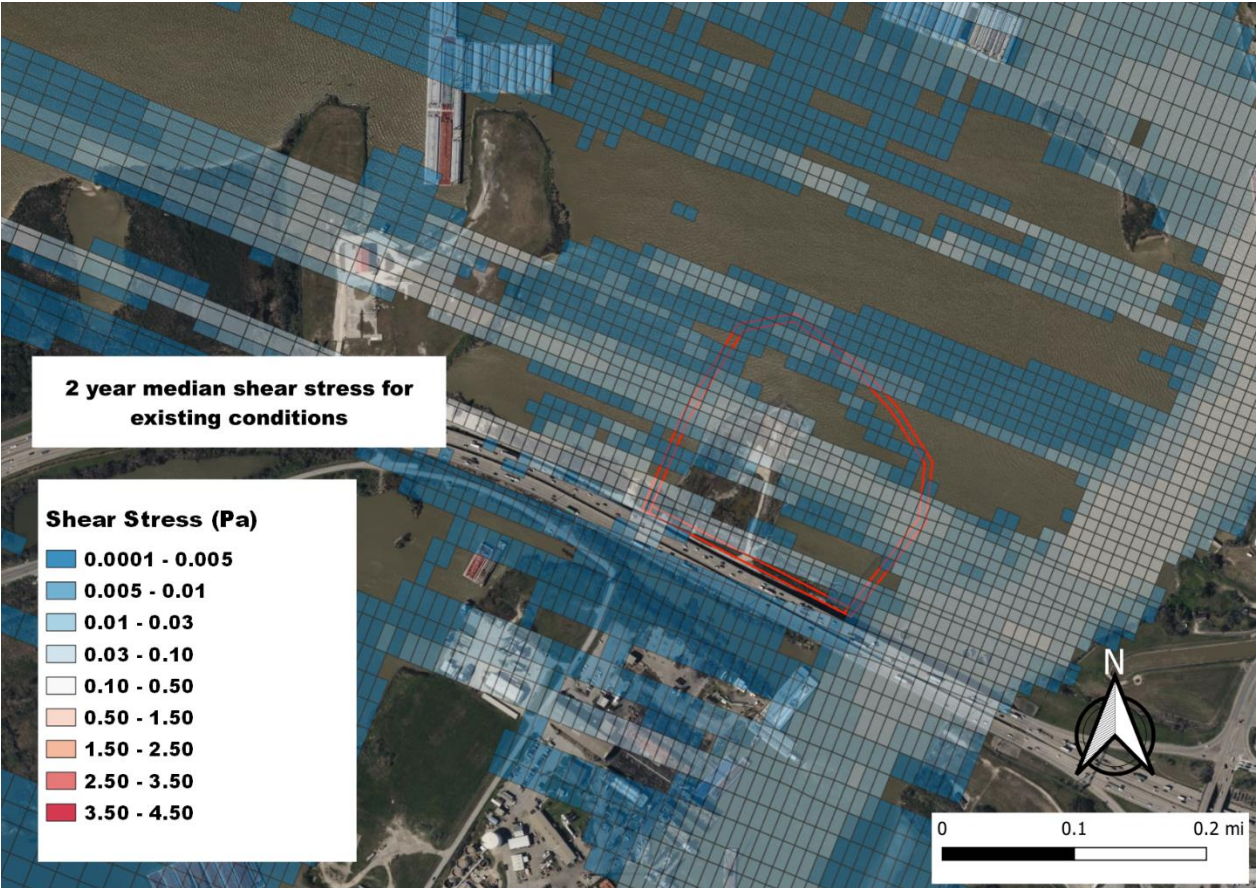 2 year median shear stress for
existing conditions
Shear Stress (Pa)
0.0001 - 0.005
0.005 - 0.01
0.01 - 0.03
0.03 - 0.10
0.10 - 0.50
0.50 - 1.50
1.50 - 2.50
2.50 - 3.50
3.50 - 4.50
N
0 0.1 0.2 mi